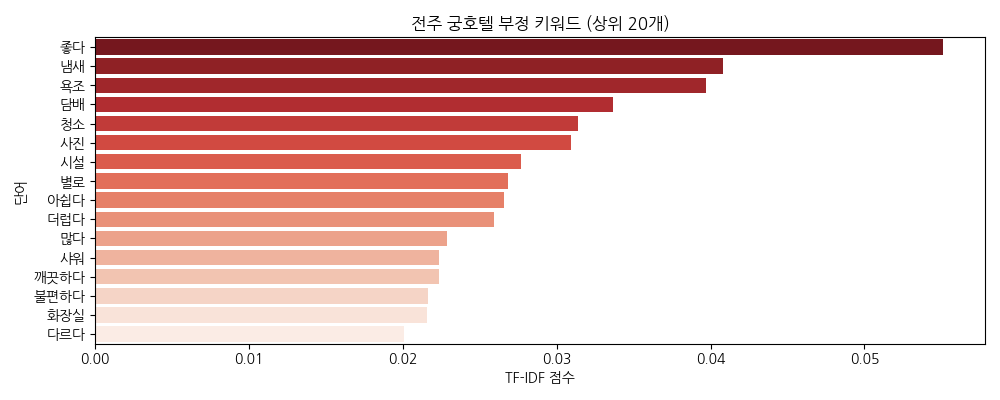 전주 궁호텔 부정 키워드 (상위 20개)
단어
좋다
냄새
욕조
담배
청소
사진
시설
별로
아쉽다
더럽다
많다
샤워
깨끗하다
불편하다
화장실
다르다
0.00 0.01 0.02 0.03 0.04 0.05
TF-IDF 점수